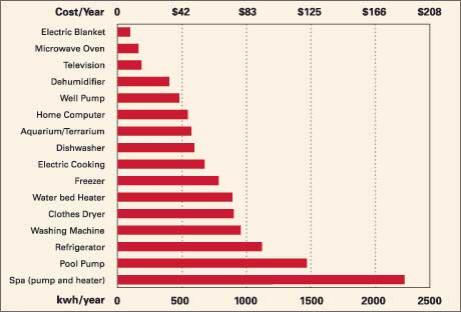 Cost/Year 0 $42 $83 $125 $166 $208
Electric Blanket
Microwave Oven
Television
Dehumidifier
Well Pump
Home Computer
Aquarium/Terrarium
Dishwasher
Electric Cooking
Freezer
Water bed Heater
Clothes Dryer
Washing Machine
Refrigerator
Pool Pump
Spa (pump and heater)
kwh/year 0 500 1000 1500 2000 2500